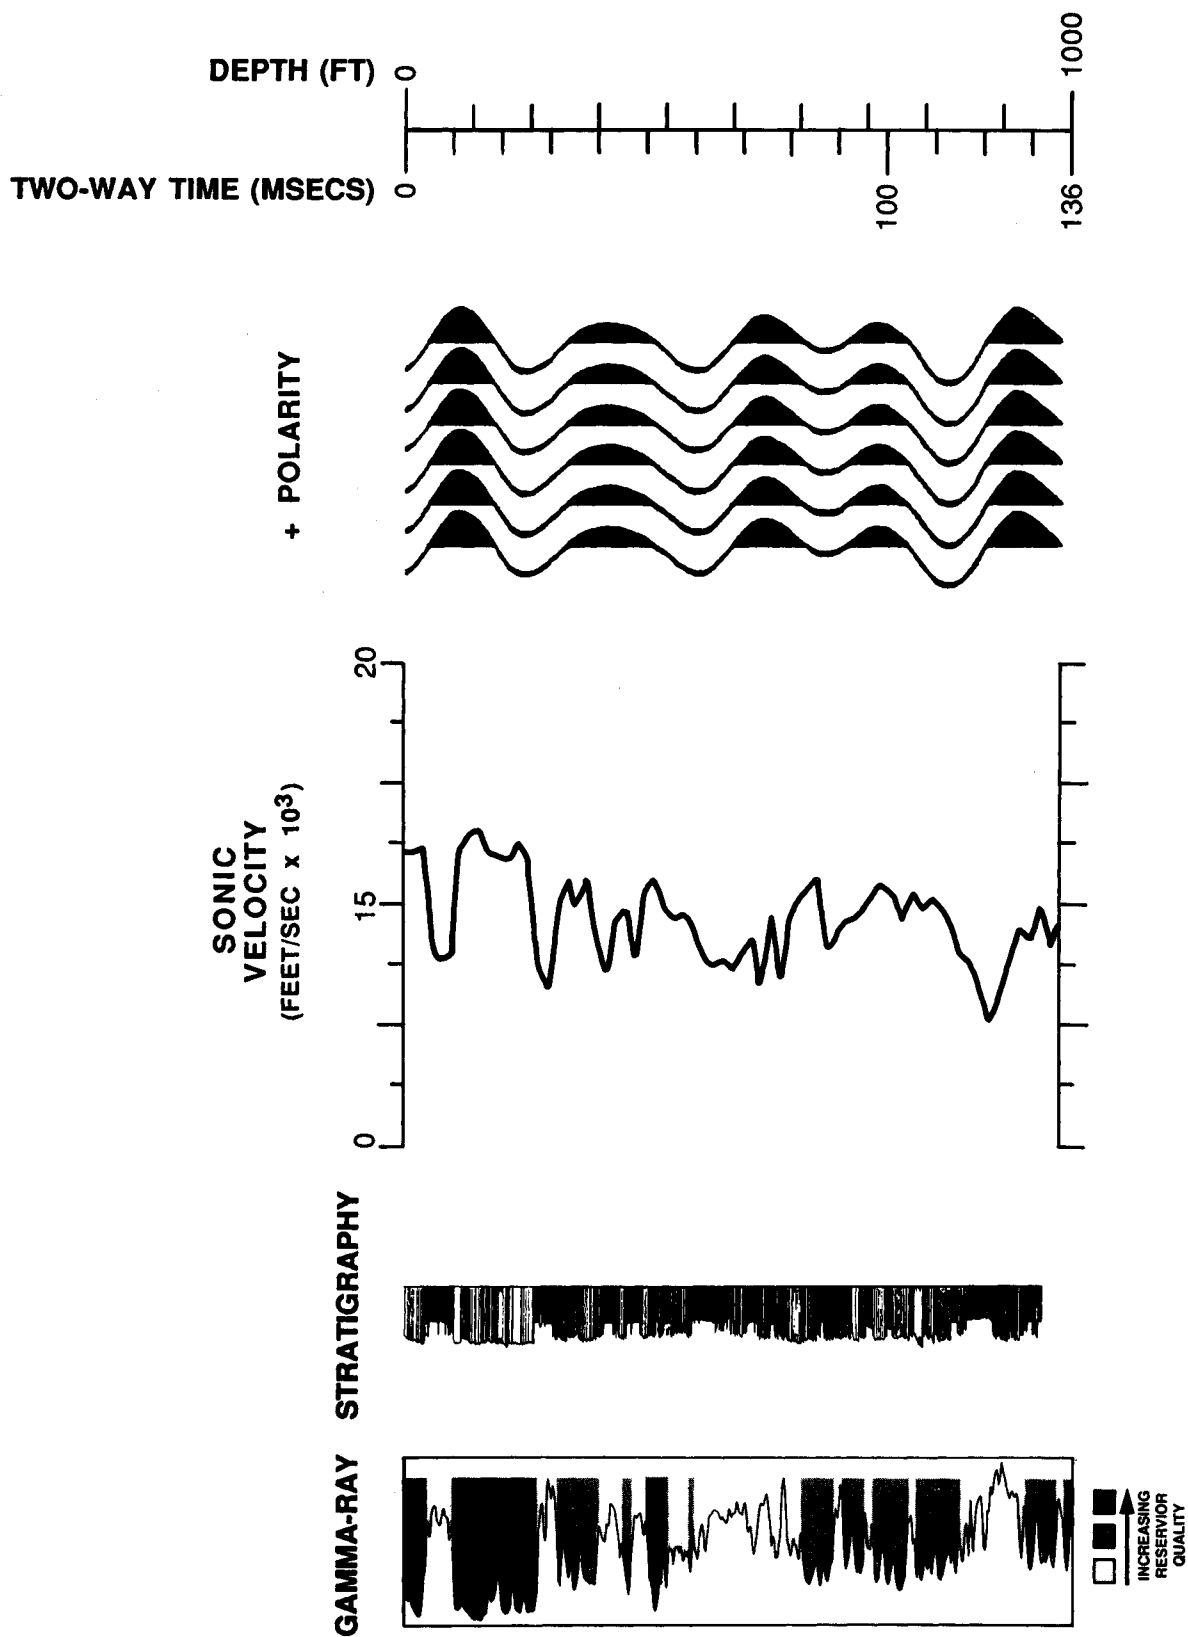 DEPTH (FT)
0
1000
TWO-WAY TIME (MSECS)
0
100
136
+ POLARITY
SONIC
VELOCITY
(FEET/SEC x 10³)
20
15
0
STRATIGRAPHY
GAMMA-RAY
INCREASING
RESERVIOR
QUALITY